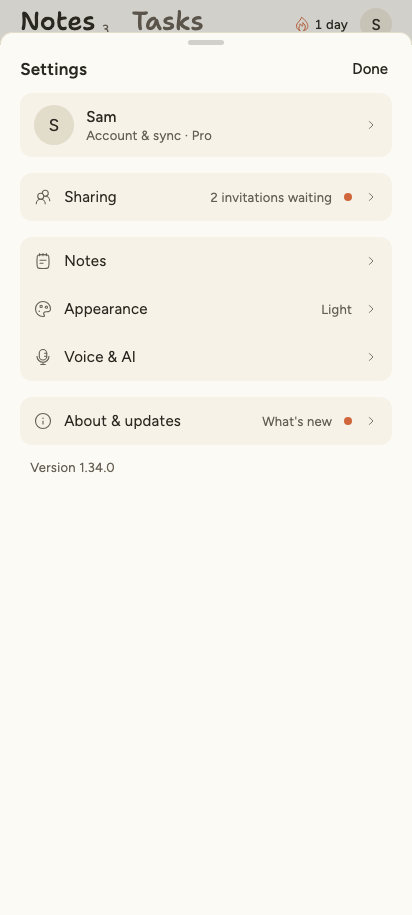 Notes 3 Tasks 1 day S
Settings Done
S Sam
Account & sync · Pro
Sharing 2 invitations waiting
Notes
Appearance Light
Voice & AI
About & updates What's new
Version 1.34.0